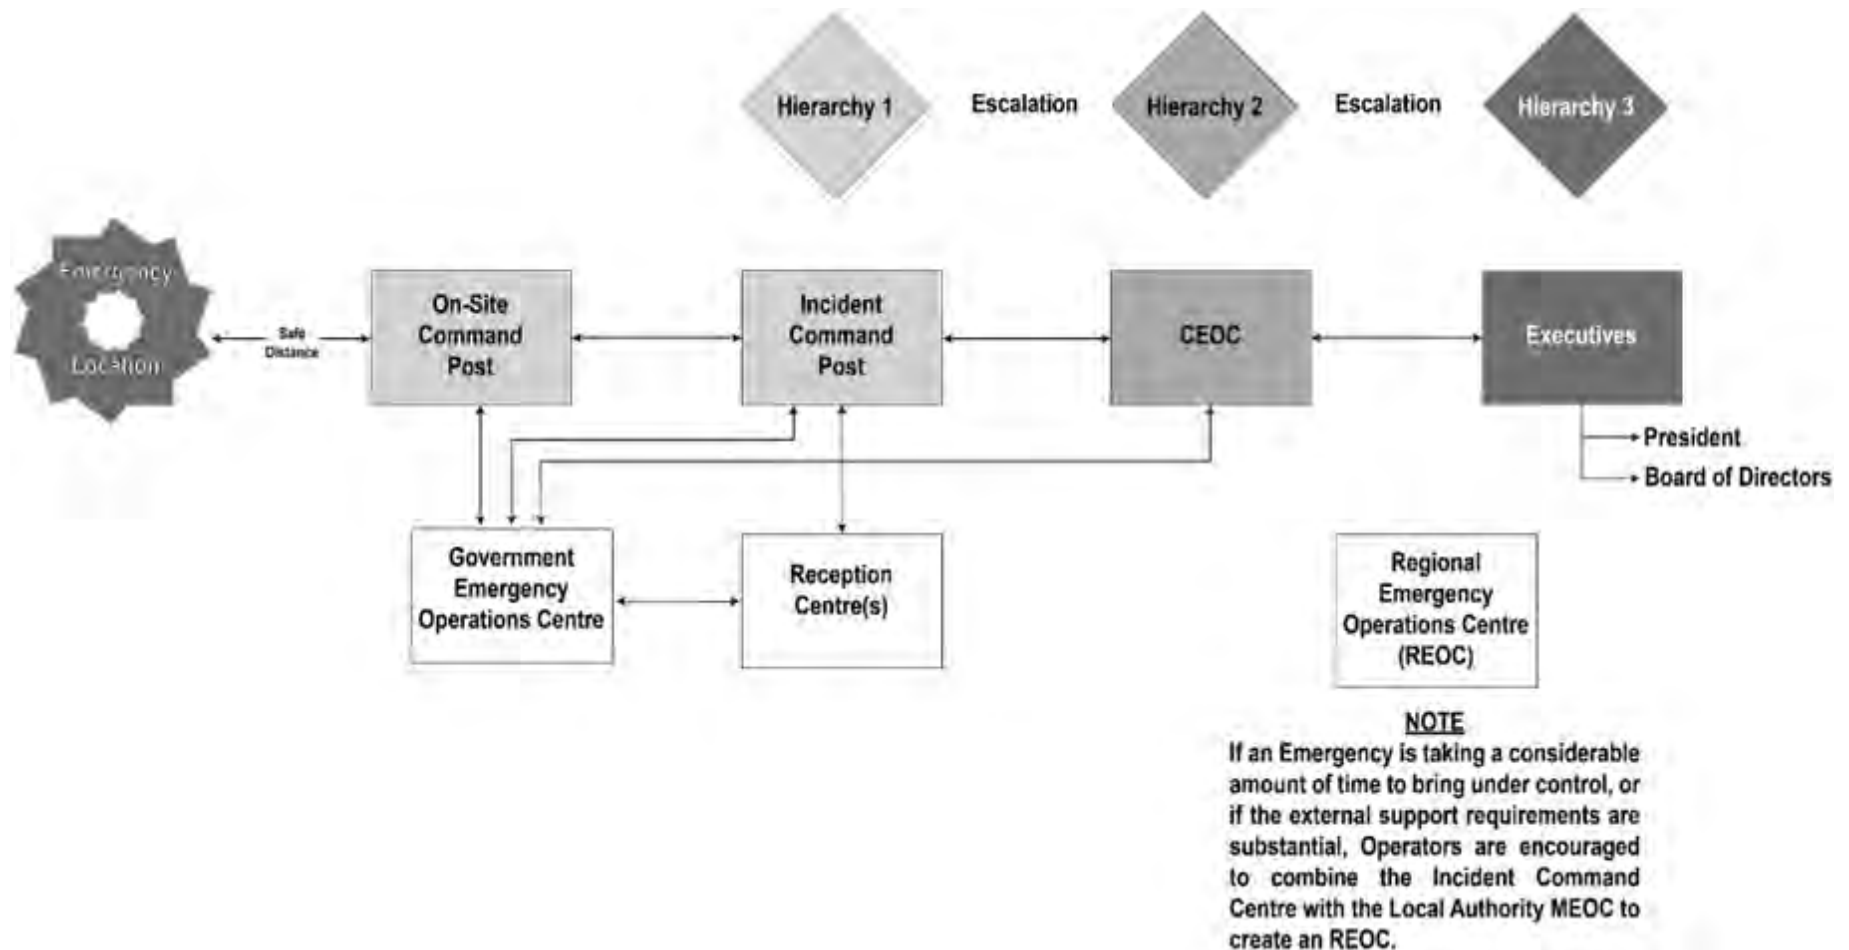 Hierarchy 1
Escalation
Hierarchy 2
Escalation
Hierarchy 3
Emergency
Location
Safe
Distance
On-Site
Command
Post
Incident
Command
Post
CEOC
Executives
President
Board of Directors
Government
Emergency
Operations Centre
Reception
Centre(s)
Regional
Emergency
Operations Centre
(REOC)
NOTE
If an Emergency is taking a considerable
amount of time to bring under control, or
if the external support requirements are
substantial, Operators are encouraged
to combine the Incident Command
Centre with the Local Authority MEOC to
create an REOC.